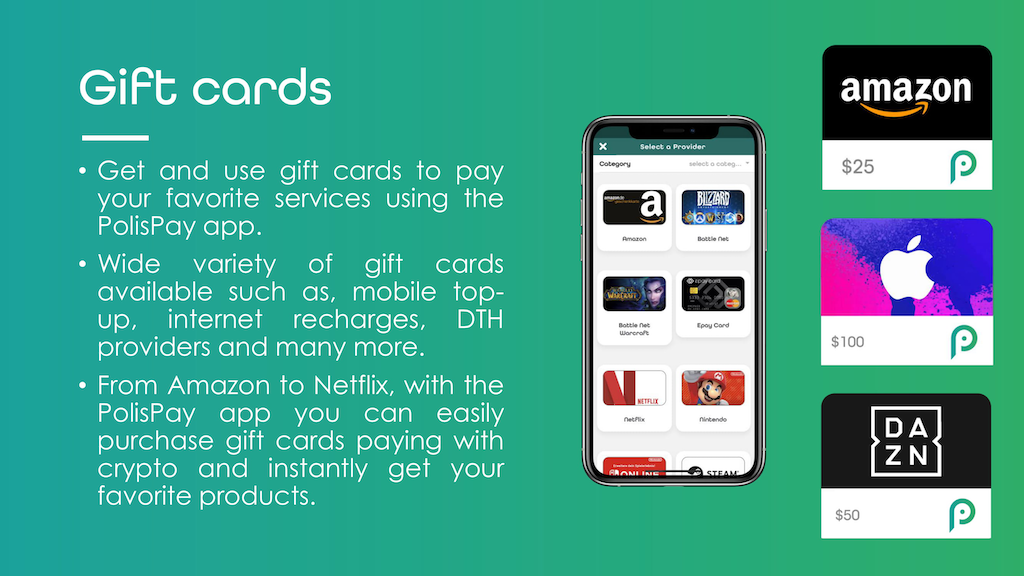 Gift cards
• Get and use gift cards to pay
your favorite services using the
PolisPay app.
• Wide variety of gift cards
available such as, mobile top-
up, internet recharges, DTH
providers and many more.
• From Amazon to Netflix, with the
PolisPay app you can easily
purchase gift cards paying with
crypto and instantly get your
favorite products.
Select a Provider
Category select a categ...
a
BLIZZARD
ENTERTAINMENT
Amazon
Battle Net
WARCRAFT
Battle Net
Warcraft
Epay Card
N NETFLIX
Netflix
Nintendo
ONLINE
STEAM
amazon
$25
$100
DA
ZN
$50